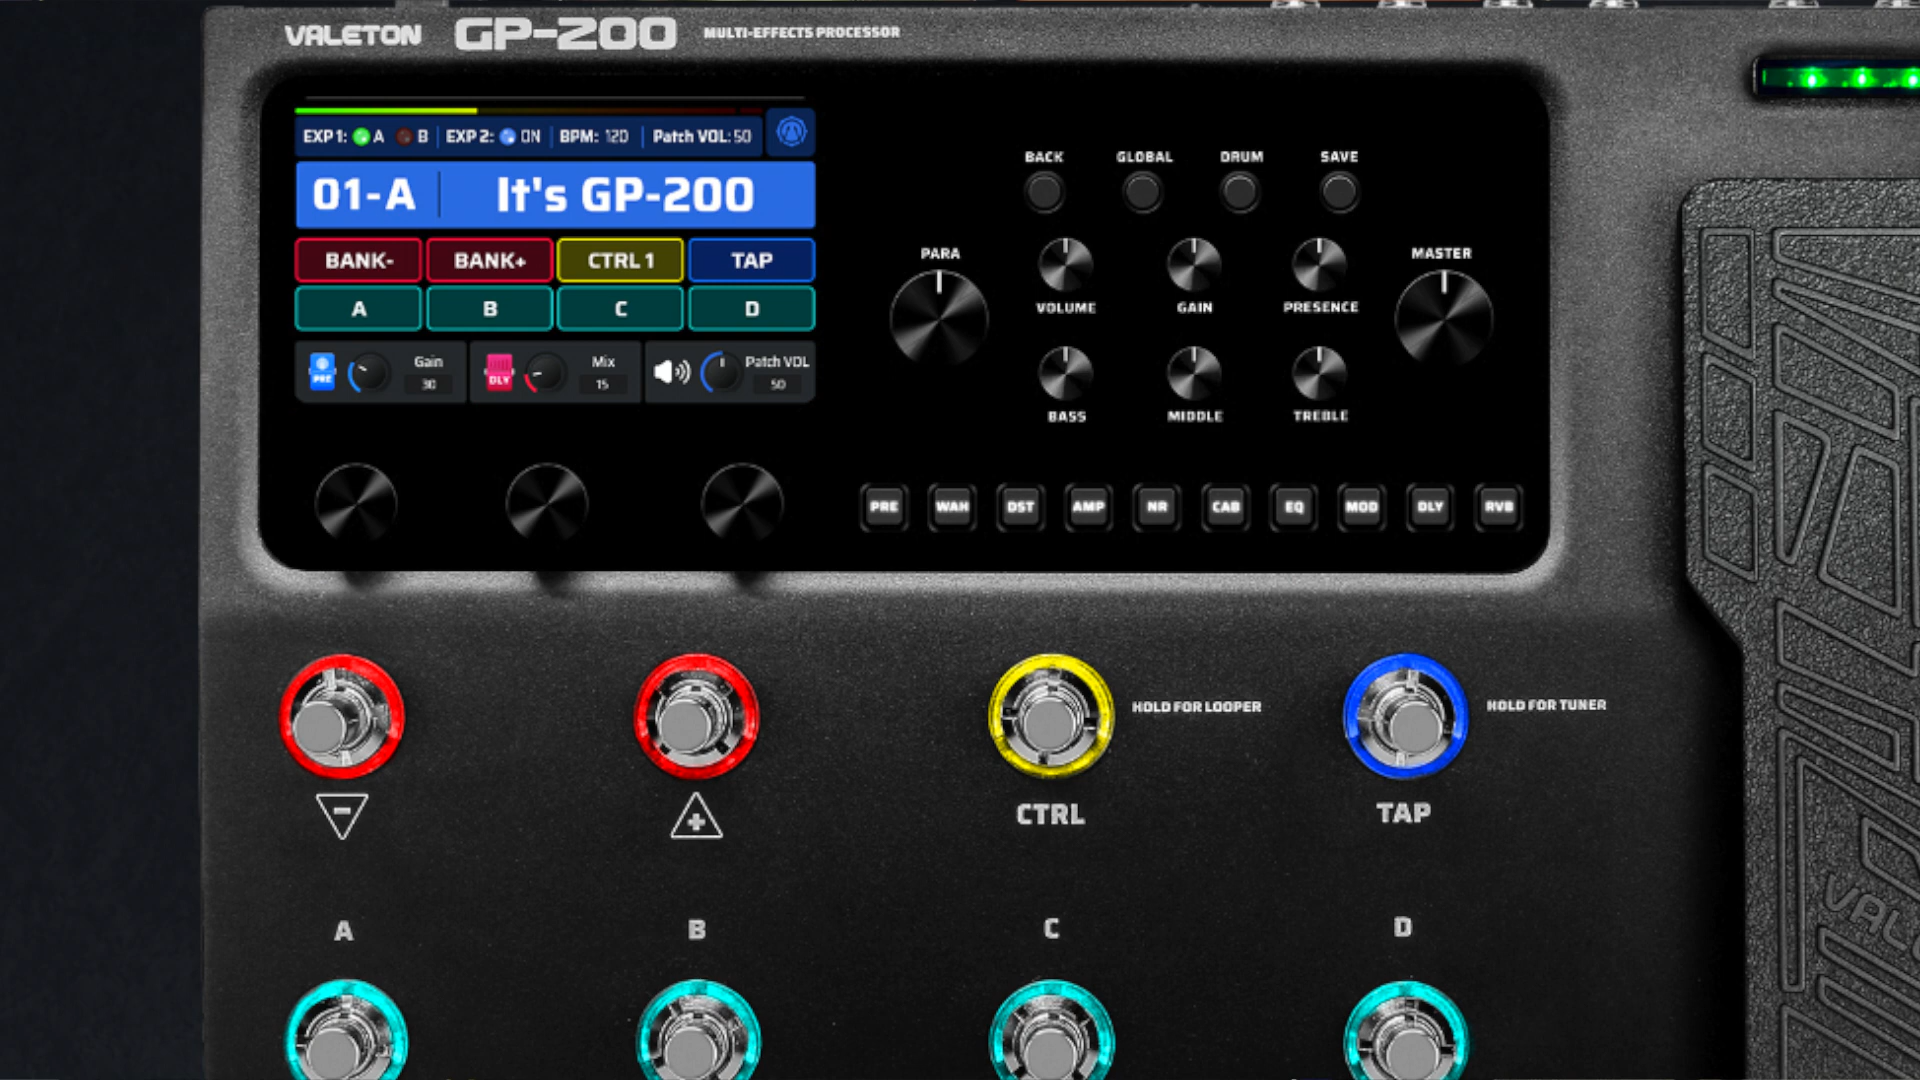 VALETON GP-200 MULTI-EFFECTS PROCESSOR
EXP 1: A B EXP 2: ON BPM: 120 Patch VOL: 50
01-A It's GP-200
BANK- BANK+ CTRL 1 TAP
A B C D
PRE Gain 30 DLY Mix 15 Patch VOL 50
BACK GLOBAL DRUM SAVE
PARA MASTER
VOLUME GAIN PRESENCE
BASS MIDDLE TREBLE
PRE WAH DST AMP NR CAB EQ MOD DLY RVB
HOLD FOR LOOPER HOLD FOR TUNER
- + CTRL TAP
A B C D